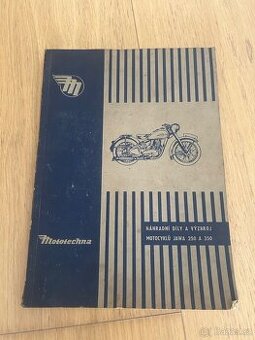 M
Mototechna
NÁHRADNÍ DÍLY A VÝZBROJ
MOTOCYKLŮ JAWA 250 A 350